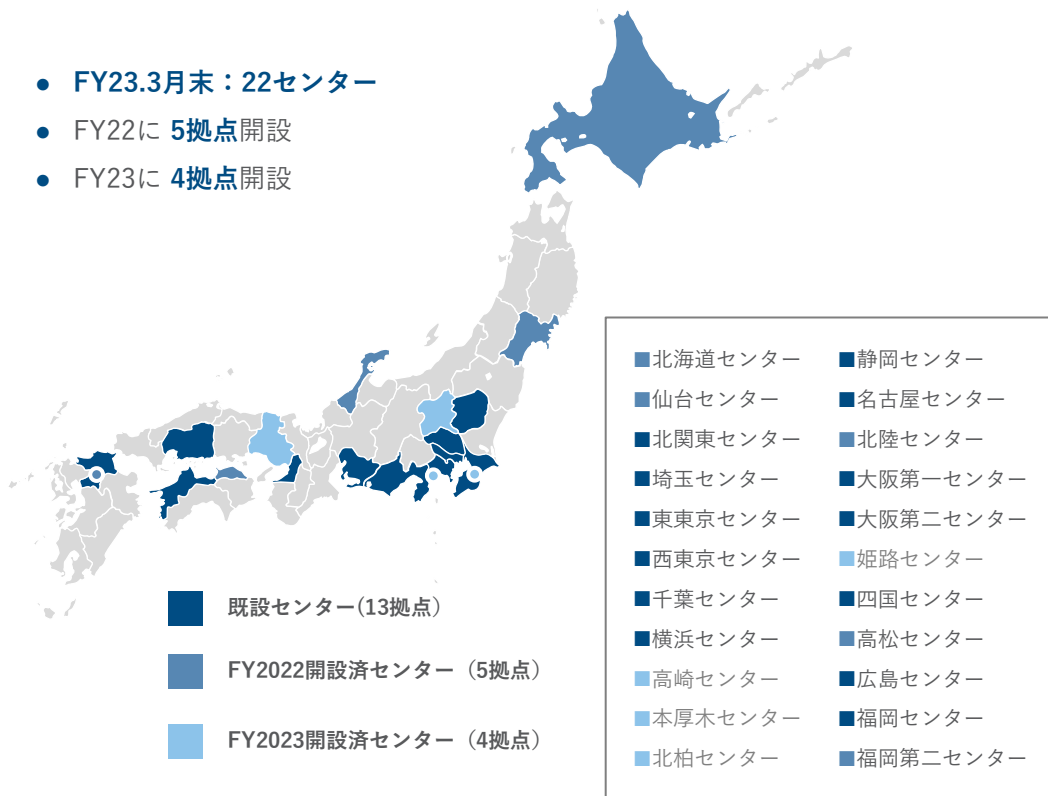 ● FY23.3月末：22センター
● FY22に 5拠点開設
● FY23に 4拠点開設
既設センター(13拠点）
FY2022開設済センター（5拠点）
FY2023開設済センター（4拠点）
■北海道センター
■仙台センター
■北関東センター
■埼玉センター
■東東京センター
■西東京センター
■千葉センター
■横浜センター
■高崎センター
■本厚木センター
■北柏センター
■静岡センター
■名古屋センター
■北陸センター
■大阪第一センター
■大阪第二センター
■姫路センター
■四国センター
■高松センター
■広島センター
■福岡センター
■福岡第二センター